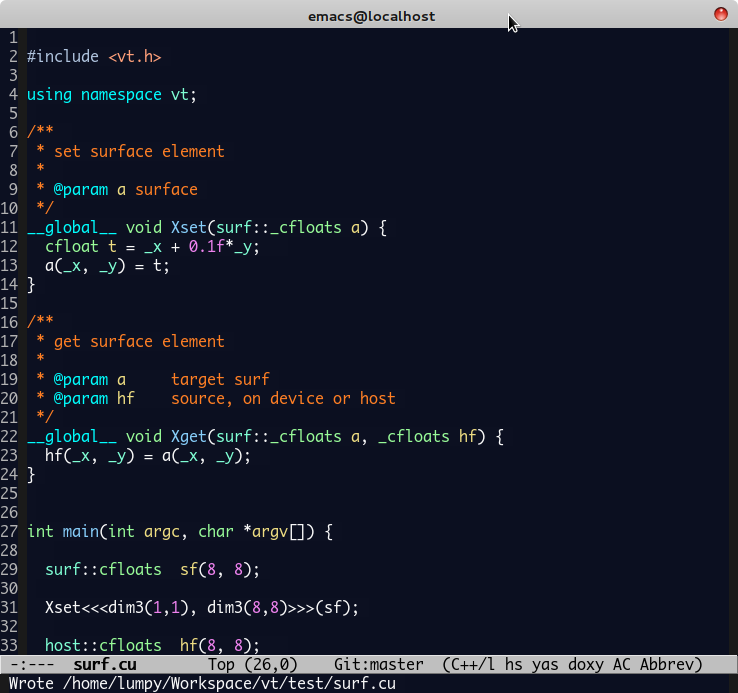 emacs@localhost
1
2 #include <vt.h>
3
4 using namespace vt;
5
6 /**
7  * set surface element
8  *
9  * @param a surface
10  */
11 __global__ void Xset(surf::_cfloats a) {
12   cfloat t = _x + 0.1f*_y;
13   a(_x, _y) = t;
14 }
15
16 /**
17  * get surface element
18  *
19  * @param a     target surf
20  * @param hf    source, on device or host
21  */
22 __global__ void Xget(surf::_cfloats a, _cfloats hf) {
23   hf(_x, _y) = a(_x, _y);
24 }
25
26
27 int main(int argc, char *argv[]) {
28
29   surf::cfloats  sf(8, 8);
30
31   Xset<<<dim3(1,1), dim3(8,8)>>>(sf);
32
33   host::cfloats  hf(8, 8);
-:---  surf.cu        Top (26,0)    Git:master  (C++/l hs yas doxy AC Abbrev)
Wrote /home/lumpy/Workspace/vt/test/surf.cu